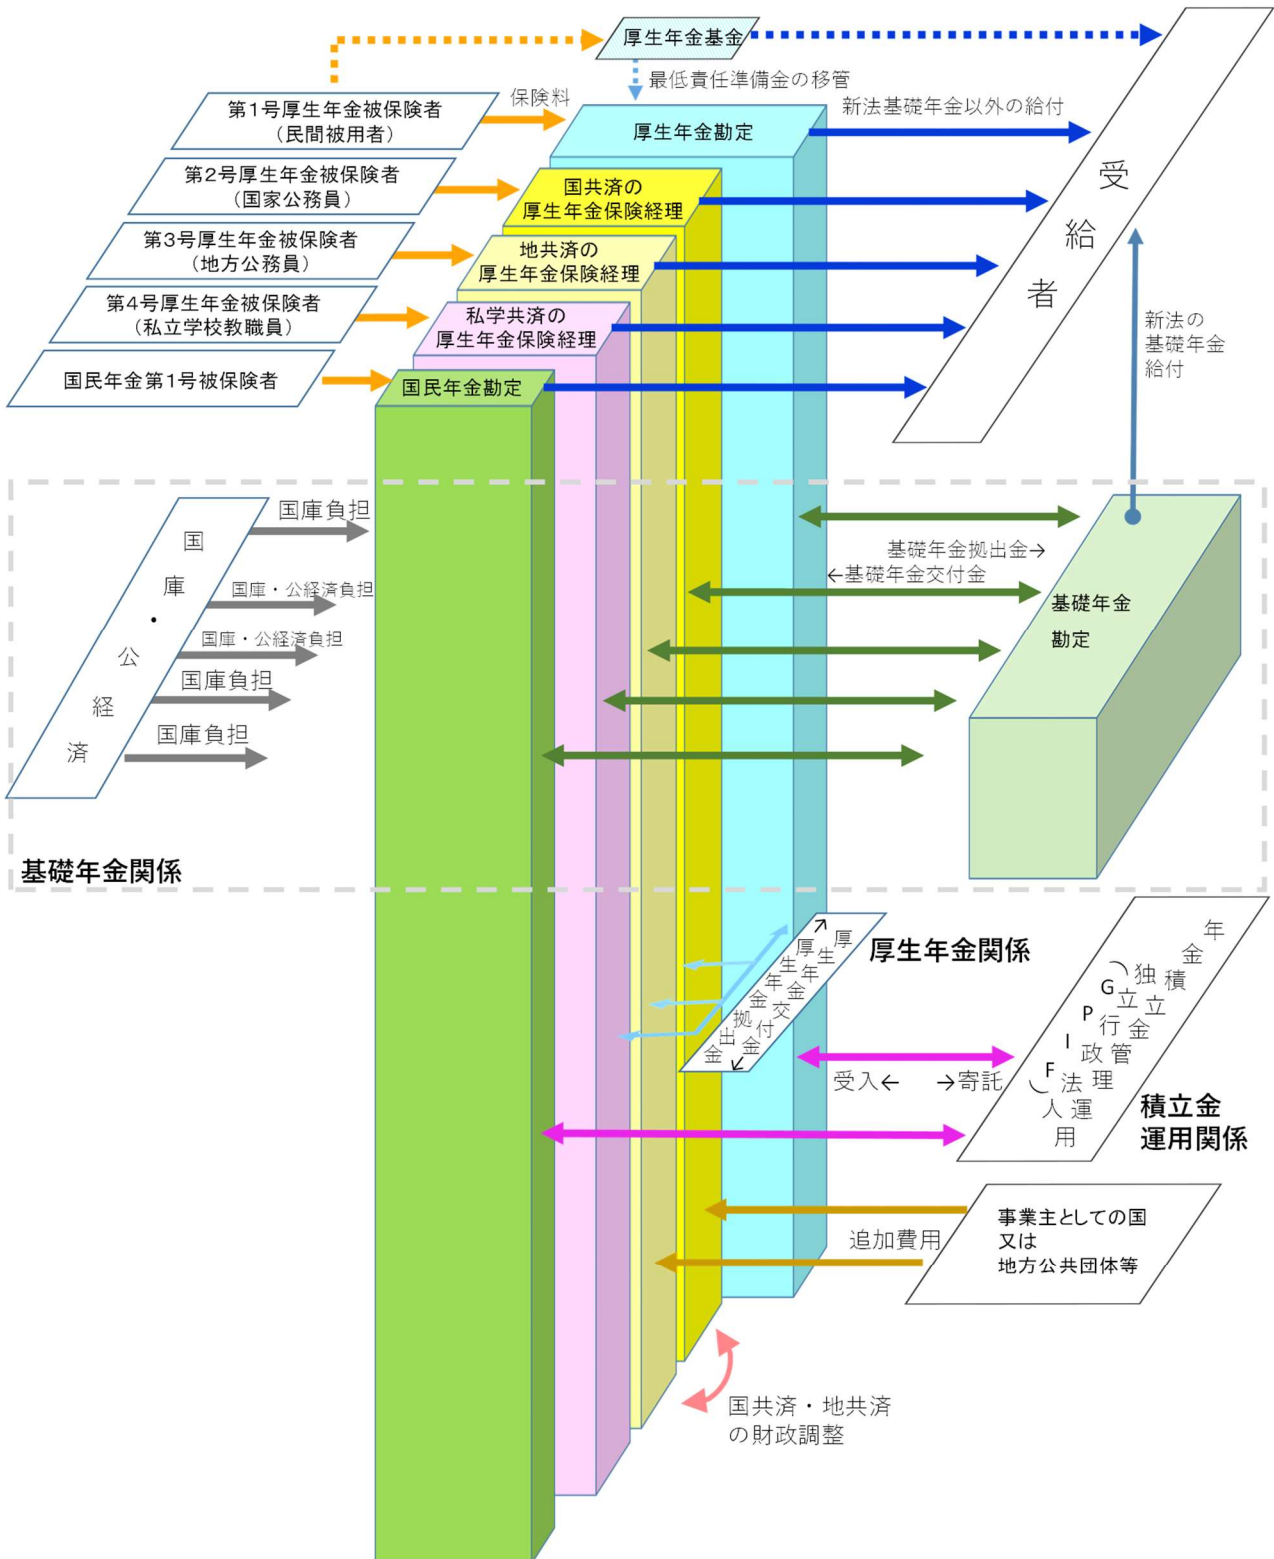 厚生年金基金
最低責任準備金の移管
第1号厚生年金被保険者
(民間被用者)
保険料
厚生年金勘定
新法基礎年金以外の給付
第2号厚生年金被保険者
(国家公務員)
国共済の
厚生年金保険経理
第3号厚生年金被保険者
(地方公務員)
地共済の
厚生年金保険経理
第4号厚生年金被保険者
(私立学校教職員)
私学共済の
厚生年金保険経理
国民年金第1号被保険者
国民年金勘定
受給者
新法の
基礎年金
給付
国庫・公経済
国庫負担
国庫・公経済負担
国庫・公経済負担
国庫負担
国庫負担
基礎年金拠出金→
←基礎年金交付金
基礎年金
勘定
基礎年金関係
厚生年金関係
厚生年金交付金
厚生年金拠出金
受入← →寄託
年金積立金管理運用
独立行政法人
(GPIF)
積立金
運用関係
追加費用
事業主としての国
又は
地方公共団体等
国共済・地共済
の財政調整